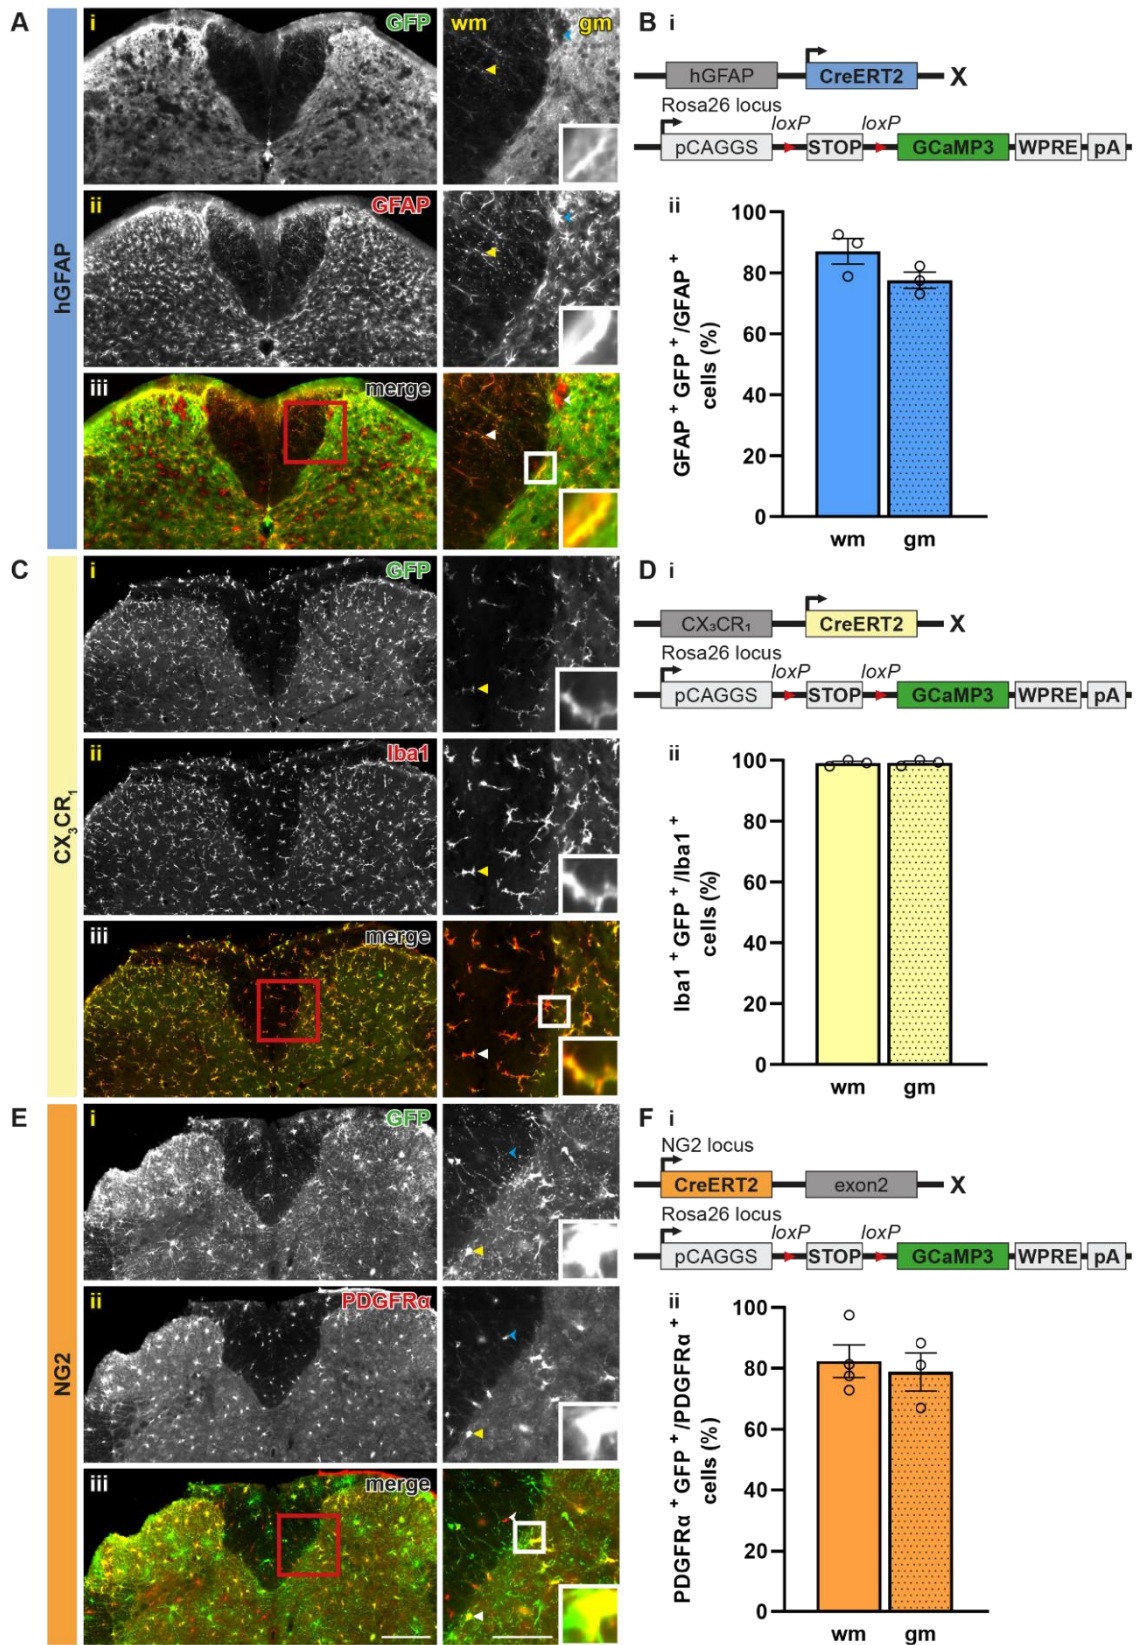 A
hGFAP
i
GFP
wm
gm
ii
GFAP
iii
merge
B
i
hGFAP
CreERT2
X
Rosa26 locus
loxP
loxP
pCAGGS
STOP
GCaMP3
WPRE
pA
ii
GFAP⁺ GFP⁺/GFAP⁺
cells (%)
100
80
60
40
20
0
wm
gm
C
CX₃CR₁
i
GFP
ii
Iba1
iii
merge
D
i
CX₃CR₁
CreERT2
X
Rosa26 locus
loxP
loxP
pCAGGS
STOP
GCaMP3
WPRE
pA
ii
Iba1⁺ GFP⁺/Iba1⁺
cells (%)
100
80
60
40
20
0
wm
gm
E
NG2
i
GFP
ii
PDGFRα
iii
merge
F
i
NG2 locus
CreERT2
exon2
X
Rosa26 locus
loxP
loxP
pCAGGS
STOP
GCaMP3
WPRE
pA
ii
PDGFRα⁺ GFP⁺/PDGFRα⁺
cells (%)
100
80
60
40
20
0
wm
gm